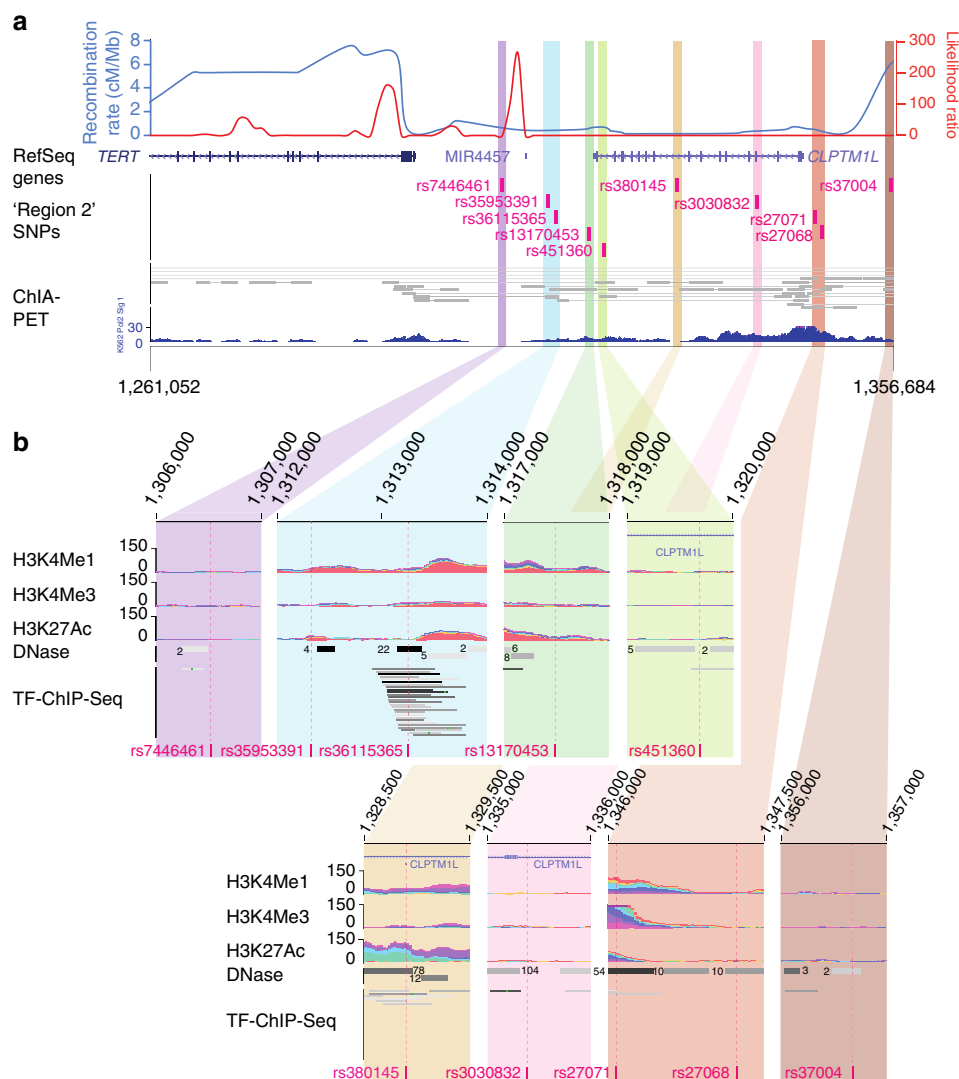 a
Recombination
rate (cM/Mb)
8
6
4
2
0
300
200
100
0
Likelihood ratio
RefSeq
genes
TERT
MIR4457
CLPTM1L
'Region 2'
SNPs
rs7446461
rs35953391
rs36115365
rs13170453
rs451360
rs380145
rs3030832
rs27071
rs27068
rs37004
ChIA-
PET
K562 Pol2 Sig 1
30
0
1,261,052
1,356,684
b
1,306,000
1,307,000
1,312,000
1,313,000
1,314,000
1,317,000
1,318,000
1,319,000
1,320,000
H3K4Me1
150
0
CLPTM1L
H3K4Me3
150
0
H3K27Ac
150
0
DNase
2
4
22
5
2
6
8
5
2
TF-ChIP-Seq
rs7446461
rs35953391
rs36115365
rs13170453
rs451360
1,328,500
1,329,500
1,335,000
1,336,000
1,346,000
1,347,500
1,356,000
1,357,000
CLPTM1L
CLPTM1L
H3K4Me1
150
0
H3K4Me3
150
0
H3K27Ac
150
0
DNase
78
12
104
54
10
10
3
2
TF-ChIP-Seq
rs380145
rs3030832
rs27071
rs27068
rs37004